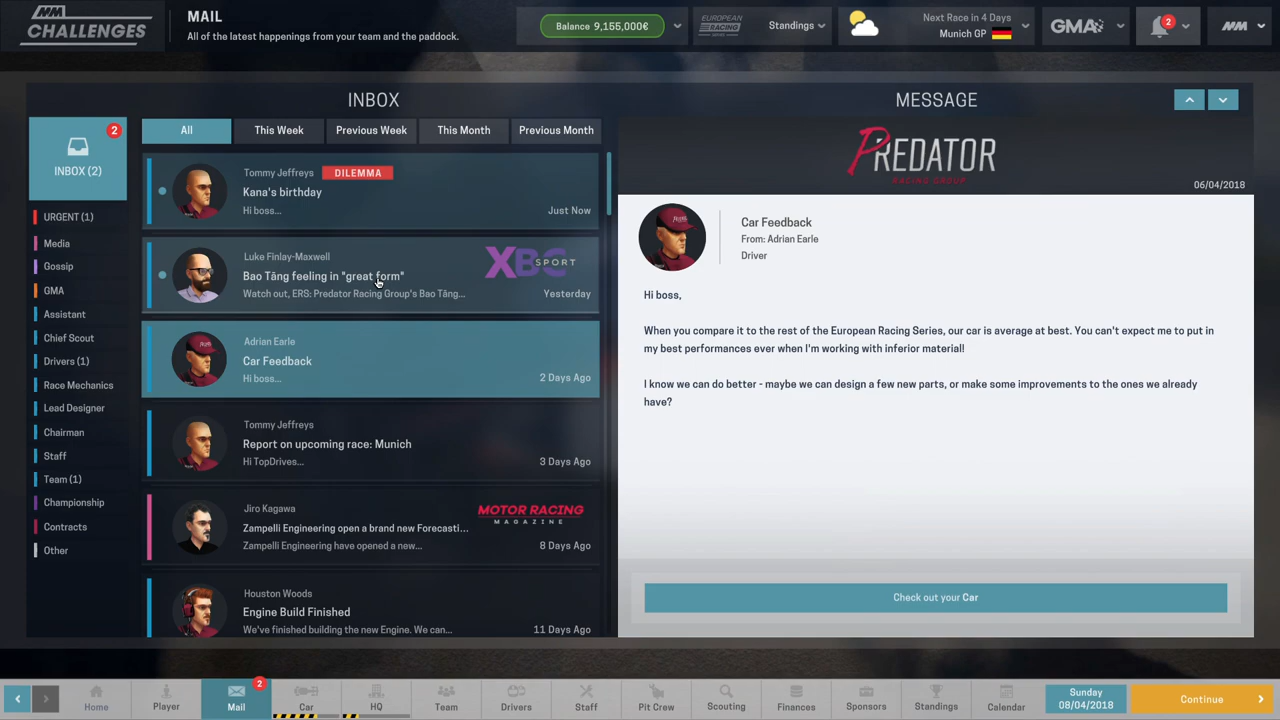 MM
CHALLENGES
MAIL
All of the latest happenings from your team and the paddock.
Balance 9,155,000€
EUROPEAN
RACING
SERIES
Standings
Next Race in 4 Days
Munich GP
GMA
2
MM
INBOX
2
INBOX (2)
URGENT (1)
Media
Gossip
GMA
Assistant
Chief Scout
Drivers (1)
Race Mechanics
Lead Designer
Chairman
Staff
Team (1)
Championship
Contracts
Other
All
This Week
Previous Week
This Month
Previous Month
Tommy Jeffreys
DILEMMA
Kana's birthday
Hi boss...
Just Now
Luke Finlay-Maxwell
Bao Tāng feeling in "great form"
Watch out, ERS: Predator Racing Group's Bao Tāng...
XBC SPORT
Yesterday
Adrian Earle
Car Feedback
Hi boss...
2 Days Ago
Tommy Jeffreys
Report on upcoming race: Munich
Hi TopDrives...
3 Days Ago
Jiro Kagawa
Zampelli Engineering open a brand new Forecasti...
Zampelli Engineering have opened a new...
MOTOR RACING
MAGAZINE
8 Days Ago
Houston Woods
Engine Build Finished
We've finished building the new Engine. We can...
11 Days Ago
MESSAGE
PREDATOR
RACING GROUP
06/04/2018
Car Feedback
From: Adrian Earle
Driver
Hi boss,
When you compare it to the rest of the European Racing Series, our car is average at best. You can't expect me to put in
my best performances ever when I'm working with inferior material!
I know we can do better - maybe we can design a few new parts, or make some improvements to the ones we already
have?
Check out your Car
Home
Player
Mail
2
Car
HQ
Team
Drivers
Staff
Pit Crew
Scouting
Finances
Sponsors
Standings
Calendar
Sunday
08/04/2018
Continue